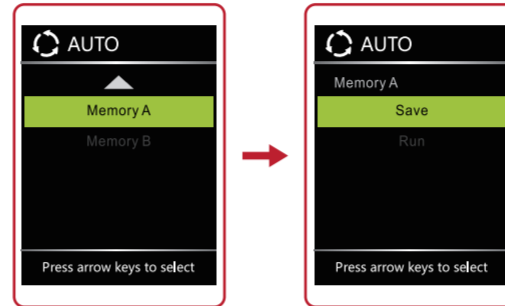 AUTO
Memory A
Memory B
Press arrow keys to select
AUTO
Memory A
Save
Run
Press arrow keys to select